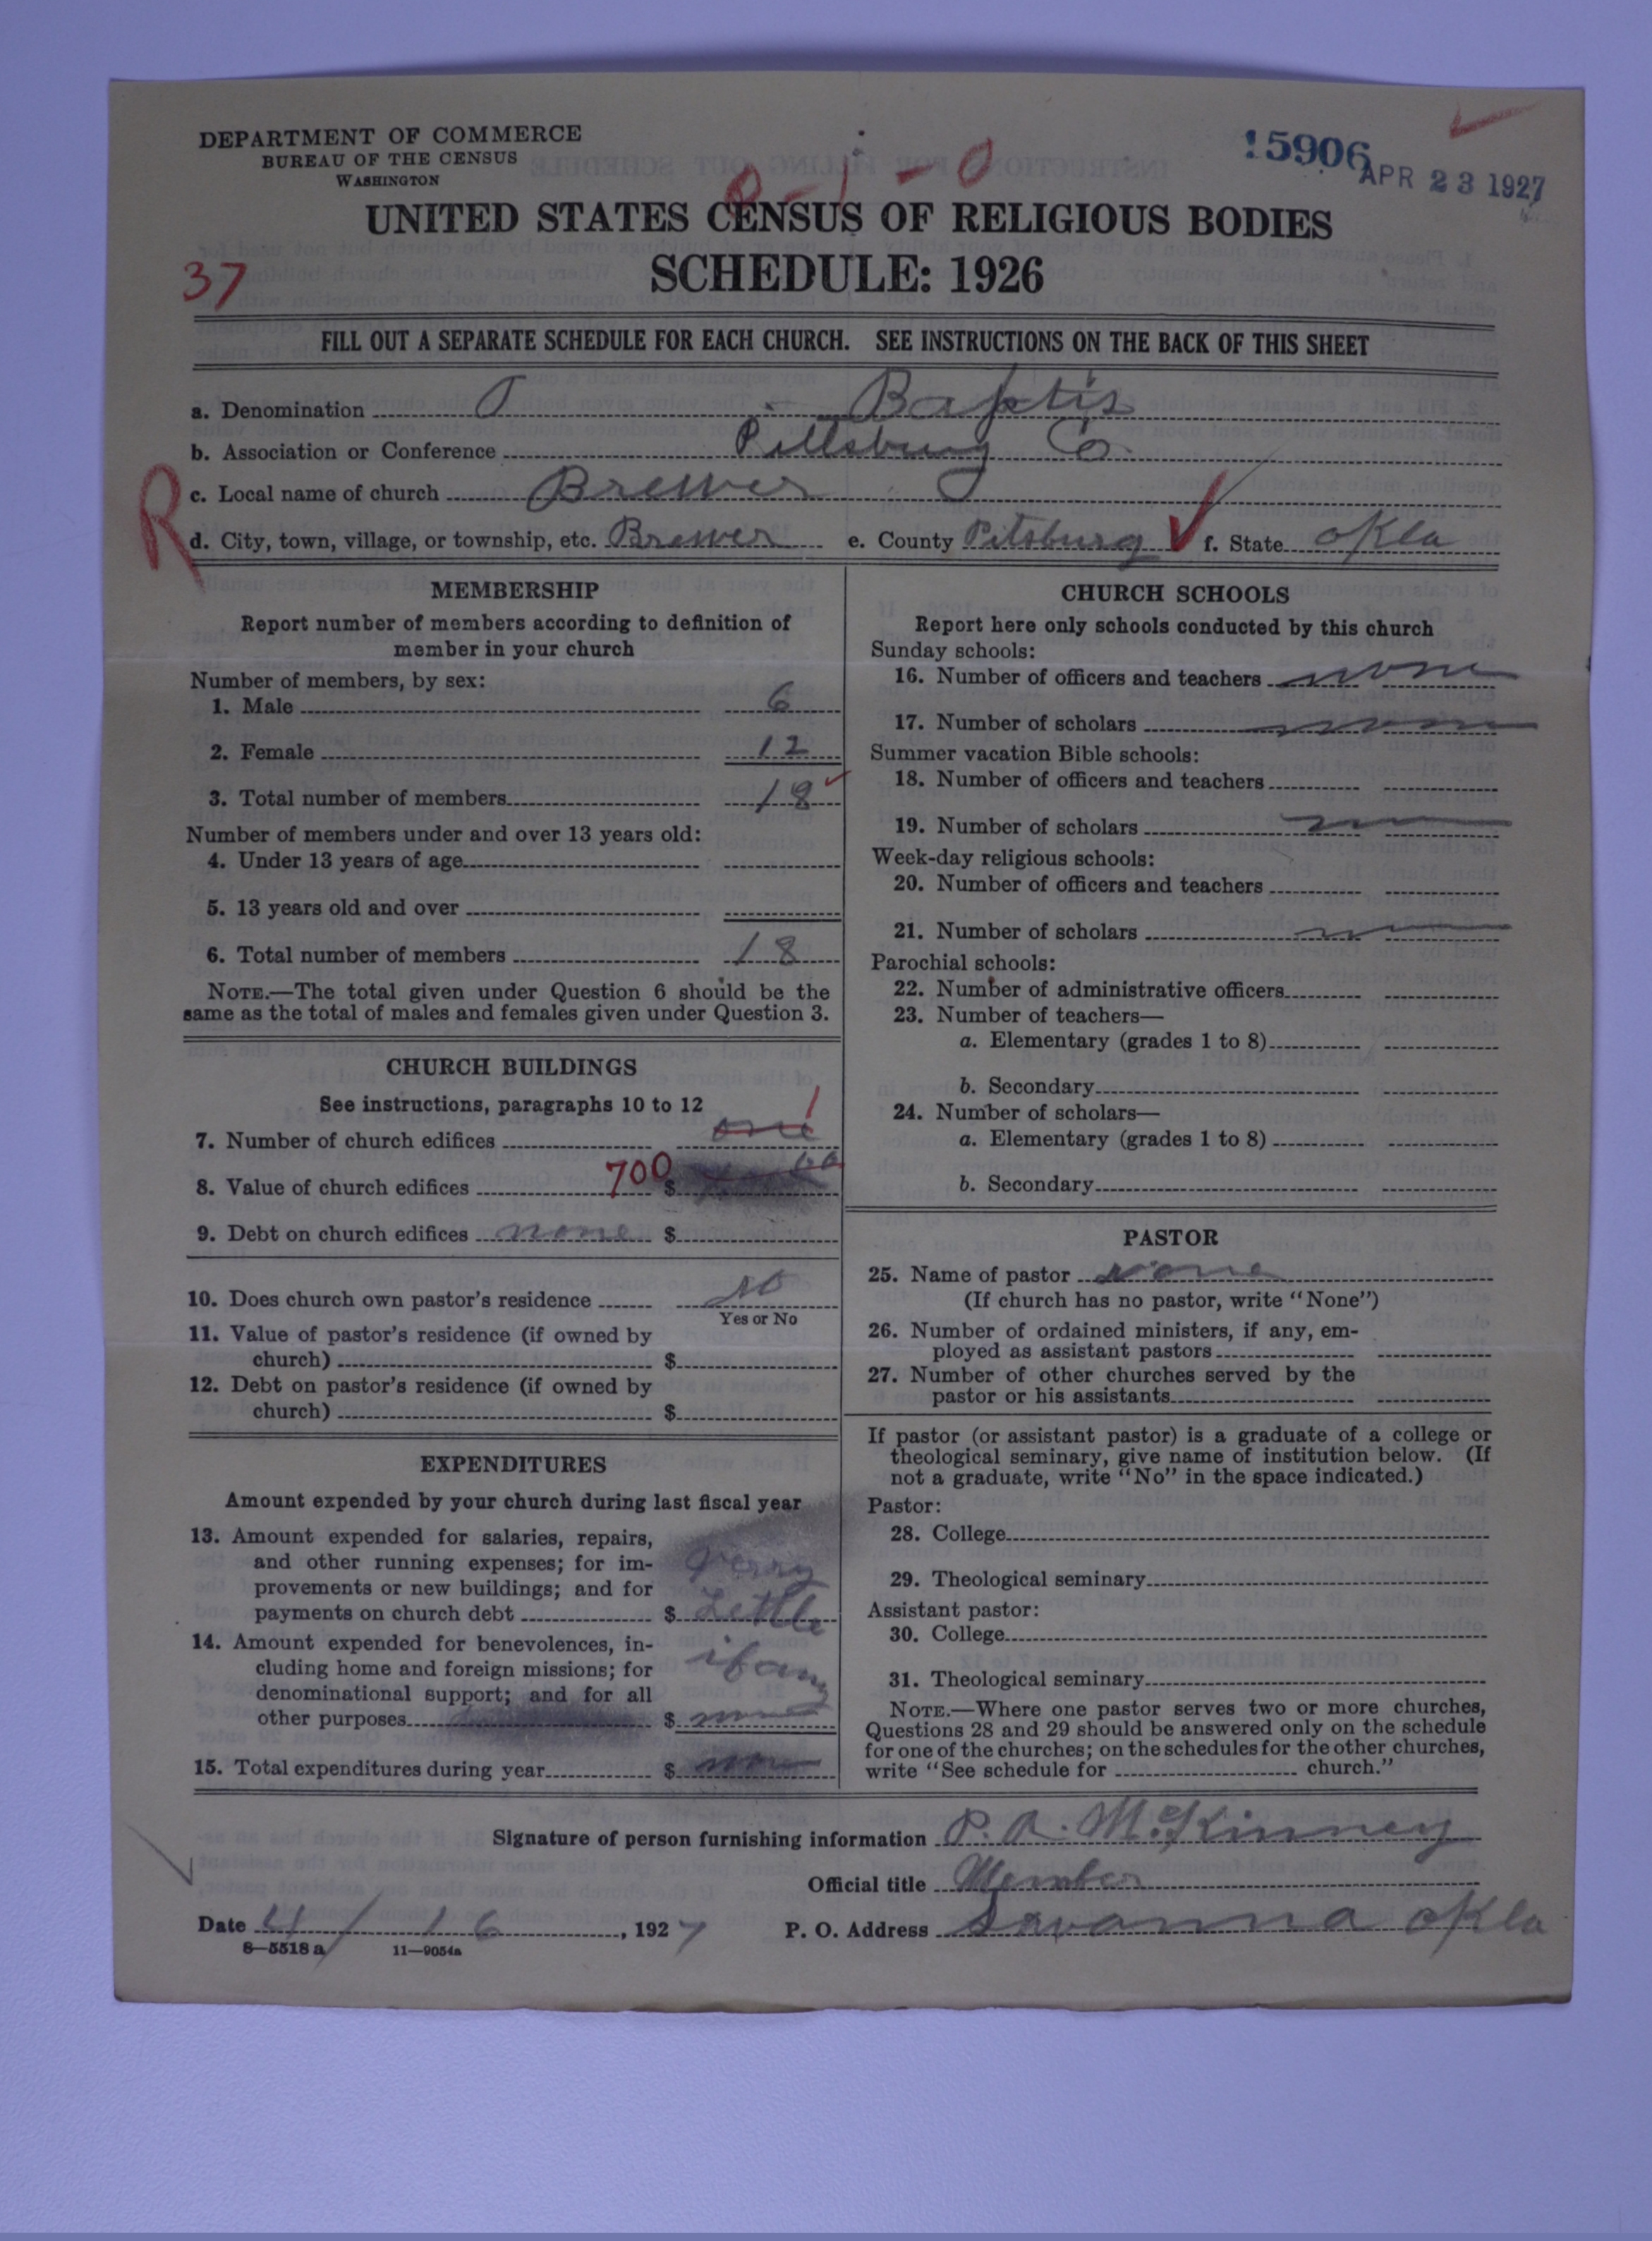 DEPARTMENT OF COMMERCE
BUREAU OF THE CENSUS
WASHINGTON
15906
APR 23 1927
0-1-0
UNITED STATES CENSUS OF RELIGIOUS BODIES
SCHEDULE: 1926
37
FILL OUT A SEPARATE SCHEDULE FOR EACH CHURCH. SEE INSTRUCTIONS ON THE BACK OF THIS SHEET
a. Denomination Baptis
b. Association or Conference Pittsburg Co.
c. Local name of church Brewer
R
d. City, town, village, or township, etc. Brewer e. County Pitsburg f. State Okla
MEMBERSHIP
Report number of members according to definition of
member in your church
Number of members, by sex:
1. Male 6
2. Female 12
3. Total number of members 18
Number of members under and over 13 years old:
4. Under 13 years of age
5. 13 years old and over
6. Total number of members 18
NOTE.—The total given under Question 6 should be the
same as the total of males and females given under Question 3.
CHURCH BUILDINGS
See instructions, paragraphs 10 to 12
7. Number of church edifices one 1
8. Value of church edifices 700 $
9. Debt on church edifices none $
10. Does church own pastor's residence no
Yes or No
11. Value of pastor's residence (if owned by
church) $
12. Debt on pastor's residence (if owned by
church) $
EXPENDITURES
Amount expended by your church during last fiscal year
13. Amount expended for salaries, repairs,
and other running expenses; for im-
provements or new buildings; and for
payments on church debt $ very Little
14. Amount expended for benevolences, in-
cluding home and foreign missions; for
denominational support; and for all
other purposes $ if any none
15. Total expenditures during year $ none
CHURCH SCHOOLS
Report here only schools conducted by this church
Sunday schools:
16. Number of officers and teachers none
17. Number of scholars none
Summer vacation Bible schools:
18. Number of officers and teachers
19. Number of scholars
Week-day religious schools:
20. Number of officers and teachers
21. Number of scholars
Parochial schools:
22. Number of administrative officers
23. Number of teachers—
a. Elementary (grades 1 to 8)
b. Secondary
24. Number of scholars—
a. Elementary (grades 1 to 8)
b. Secondary
PASTOR
25. Name of pastor none
(If church has no pastor, write "None")
26. Number of ordained ministers, if any, em-
ployed as assistant pastors
27. Number of other churches served by the
pastor or his assistants
If pastor (or assistant pastor) is a graduate of a college or
theological seminary, give name of institution below. (If
not a graduate, write "No" in the space indicated.)
Pastor:
28. College
29. Theological seminary
Assistant pastor:
30. College
31. Theological seminary
NOTE.—Where one pastor serves two or more churches,
Questions 28 and 29 should be answered only on the schedule
for one of the churches; on the schedules for the other churches,
write "See schedule for church."
Signature of person furnishing information P. A. McKinney
Official title Member
Date 4/16, 1927 P. O. Address Savanna Okla
8—5518 a 11—9054a